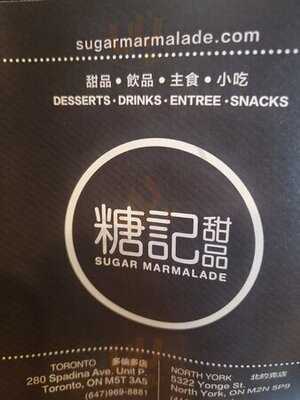 sugarmarmalade.com
甜品 • 飲品 • 主食 • 小吃
DESSERTS • DRINKS • ENTREE • SNACKS
糖記甜品
SUGAR MARMALADE
TORONTO 多倫多店
280 Spadina Ave. Unit P.
Toronto, ON M5T 3A5
(647)969-8881
NORTH YORK 北約克店
5322 Yonge St.
North York, ON M2N 5P9